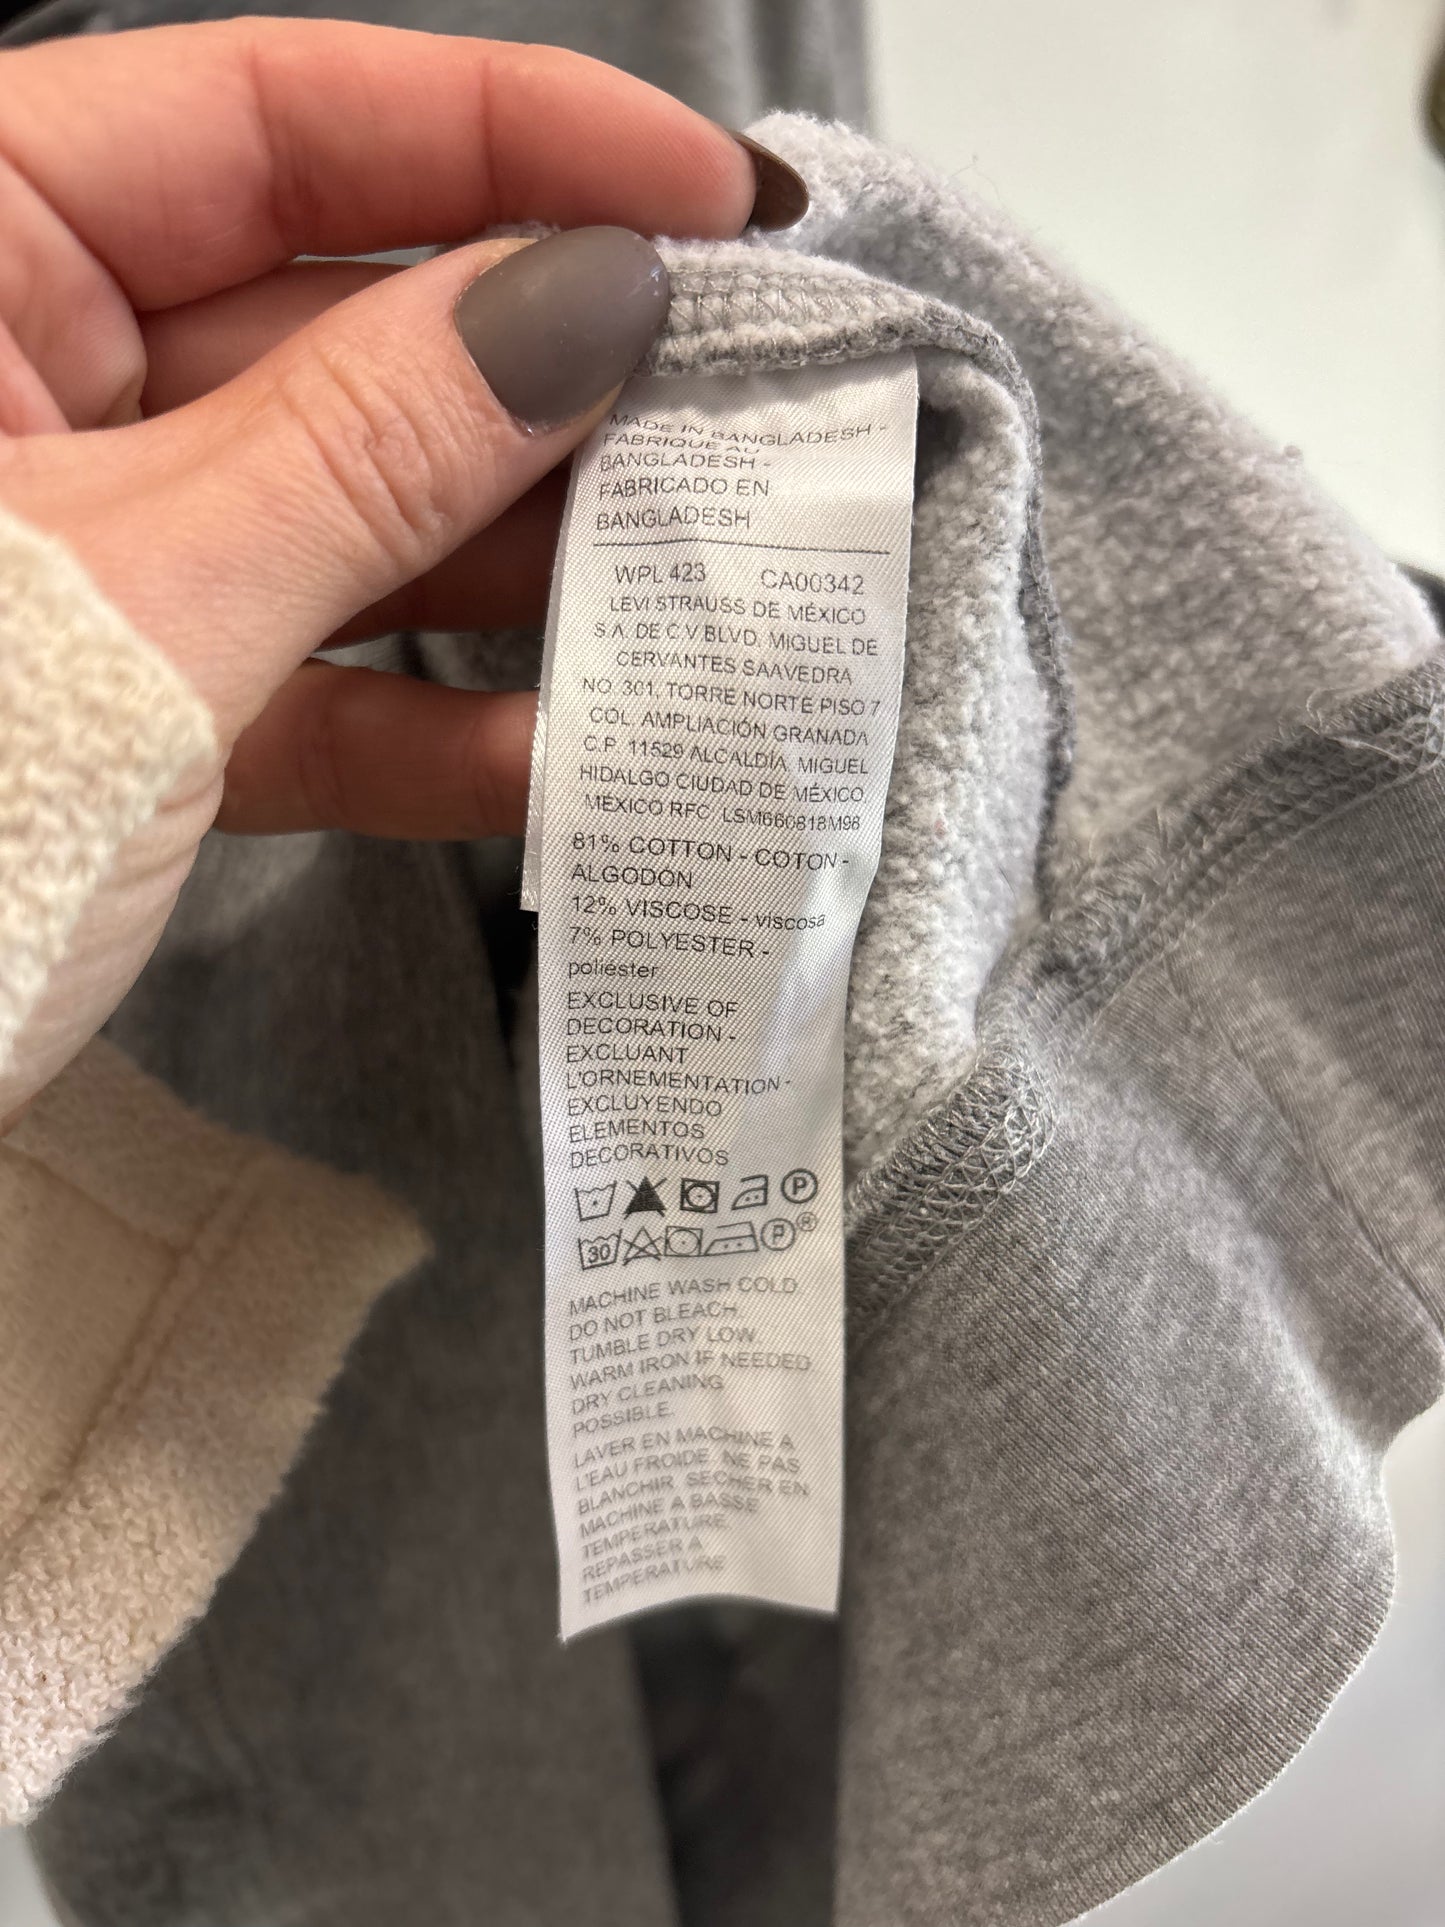 MADE IN BANGLADESH -
FABRIQUE AU
BANGLADESH -
FABRICADO EN
BANGLADESH
WPL 423 CA00342
LEVI STRAUSS DE MÉXICO
S.A. DE C.V BLVD. MIGUEL DE
CERVANTES SAAVEDRA
NO. 301, TORRE NORTE PISO 7
COL. AMPLIACIÓN GRANADA
C.P. 11529 ALCALDÍA. MIGUEL
HIDALGO CIUDAD DE MÉXICO,
MÉXICO RFC LSM660818M98
81% COTTON - COTON -
ALGODÓN
12% VISCOSE - viscosa
7% POLYESTER -
poliéster
EXCLUSIVE OF
DECORATION -
EXCLUANT
L'ORNEMENTATION -
EXCLUYENDO
ELEMENTOS
DECORATIVOS
P
30 P ®
MACHINE WASH COLD.
DO NOT BLEACH.
TUMBLE DRY LOW.
WARM IRON IF NEEDED.
DRY CLEANING
POSSIBLE.
LAVER EN MACHINE A
L'EAU FROIDE. NE PAS
BLANCHIR. SECHER EN
MACHINE A BASSE
TEMPERATURE.
REPASSER A
TEMPERATURE